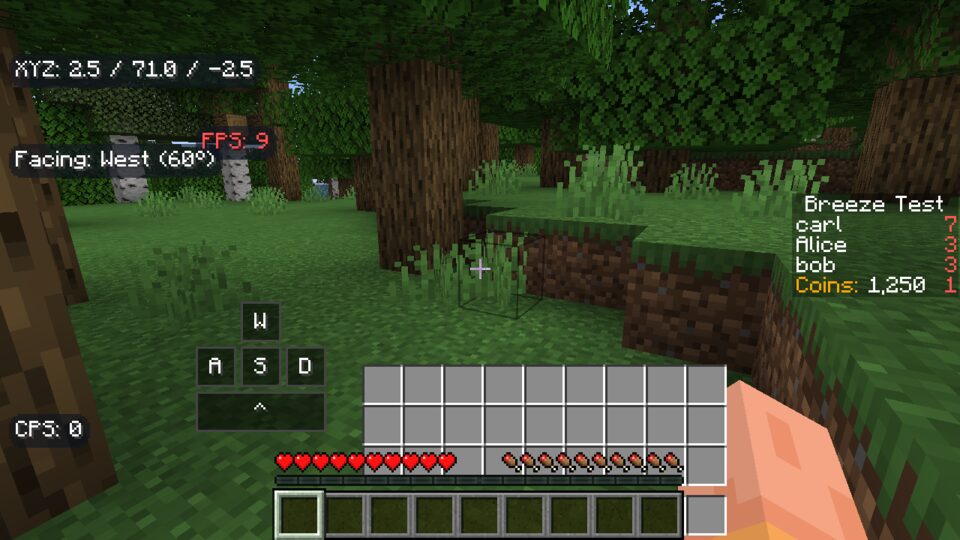 XYZ: 2.5 / 71.0 / -2.5
FPS: 9
Facing: West (60º)
Breeze Test
carl 7
Alice 3
bob 3
Coins: 1,250 1
W
A S D
^
CPS: 0